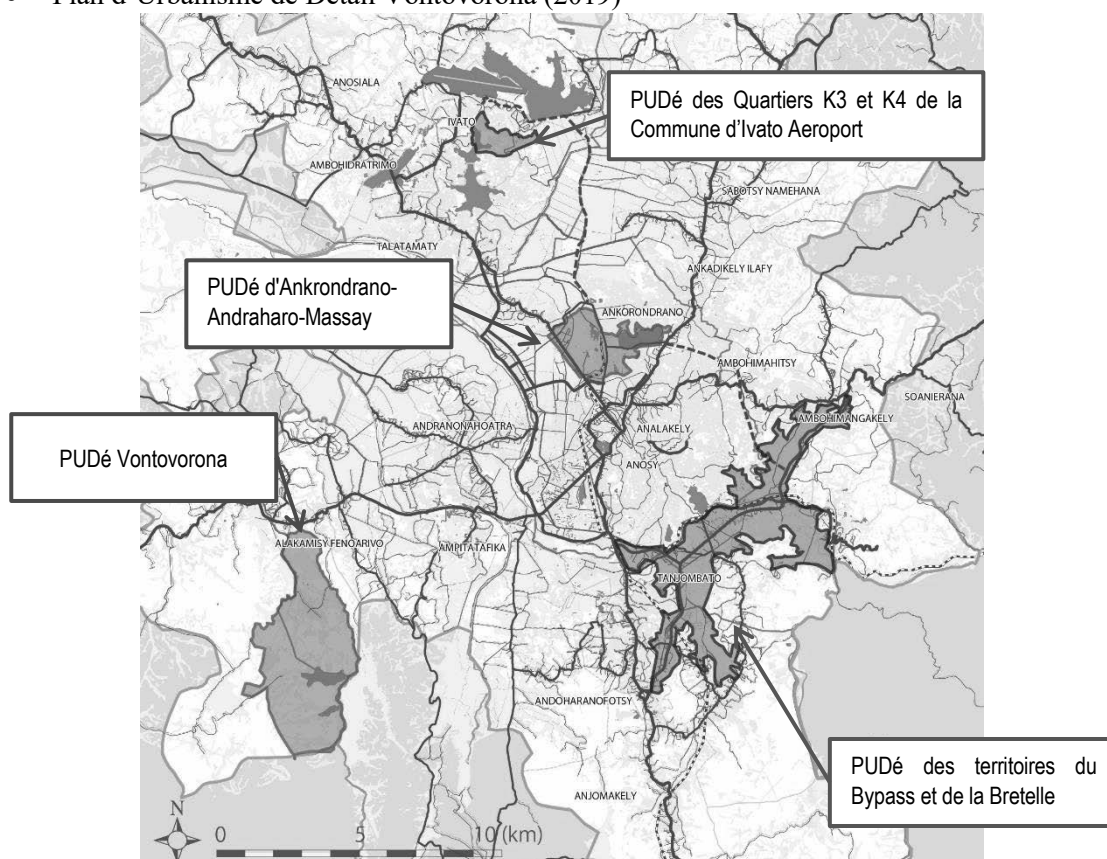 Plan d'Urbanisme de Détail Vontovorona (2019)
ANOSIALA
PUDé des Quartiers K3 et K4 de la
Commune d'Ivato Aeroport
IVATO
AMBOHIDRATRIMO
SABOTSY NAMEHANA
TALATAMATY
ANKADIKELY ILAFY
PUDé d'Ankrondrano-
Andraharo-Massay
ANKORONDRANO
AMBOHIMAHITSY
SOANIERANA
AMBOHIMANGAKELY
ANDRANONAHOATRA
ANALAKELY
PUDé Vontovorona
ANOSY
ALAKAMISY FENOARIVO
AMPITATAFIKA
TANJOMBATO
ANDOHARANOFOTSY
PUDé des territoires du
Bypass et de la Bretelle
ANJOMAKELY
N
0 5 10 (km)